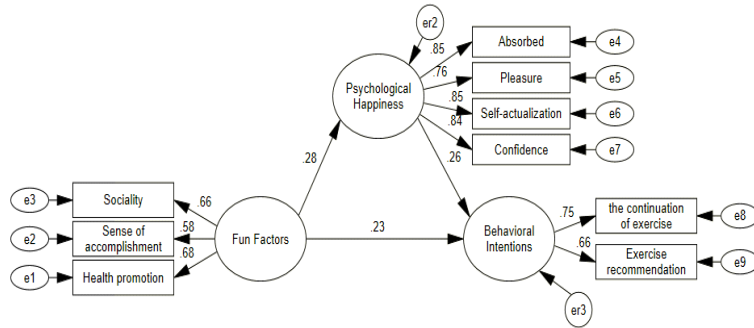 er2
.85
Absorbed
e4
.76
Pleasure
e5
Psychological
Happiness
.85
Self-actualization
e6
.84
Confidence
e7
.28
.26
e3
Sociality
.66
e2
Sense of
accomplishment
.58
Fun Factors
.23
e1
Health promotion
.68
Behavioral
Intentions
.75
the continuation
of exercise
e8
.66
Exercise
recommendation
e9
er3